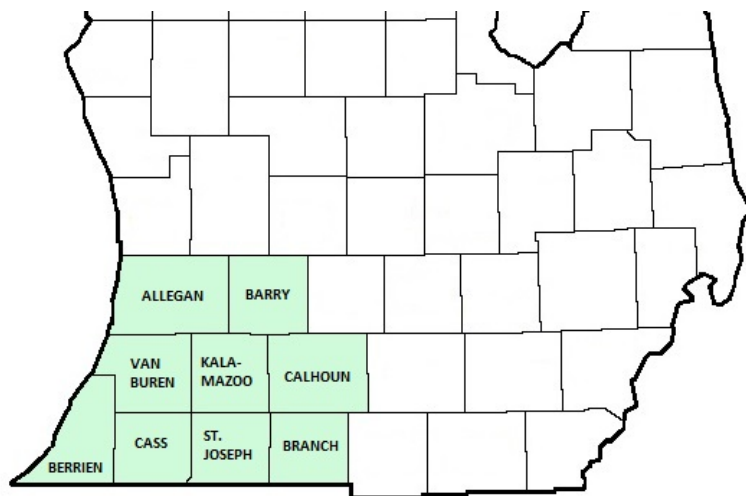 ALLEGAN
BARRY
VAN
BUREN
KALA-
MAZOO
CALHOUN
BERRIEN
CASS
ST.
JOSEPH
BRANCH